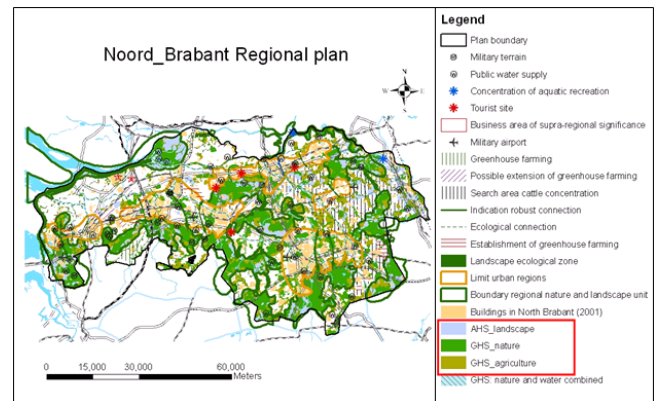 Noord_Brabant Regional plan
N
W
E
S
0 15,000 30,000 60,000
Meters
Legend
Plan boundary
Military terrain
Public water supply
Concentration of aquatic recreation
Tourist site
Business area of supra-regional significance
Military airport
Greenhouse farming
Possible extension of greenhouse farming
Search area cattle concentration
Indication robust connection
Ecological connection
Establishment of greenhouse farming
Landscape ecological zone
Limit urban regions
Boundary regional nature and landscape unit
Buildings in North Brabant (2001)
AHS_landscape
GHS_nature
GHS_agriculture
GHS: nature and water combined